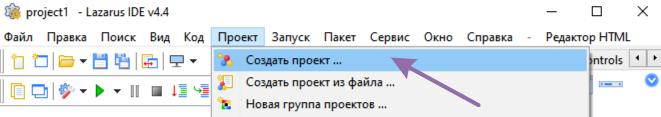 project1 - Lazarus IDE v4.4
Файл Правка Поиск Вид Код Проект Запуск Пакет Сервис Окно Справка - Редактор HTML
Создать проект ...
Создать проект из файла ...
Новая группа проектов ...